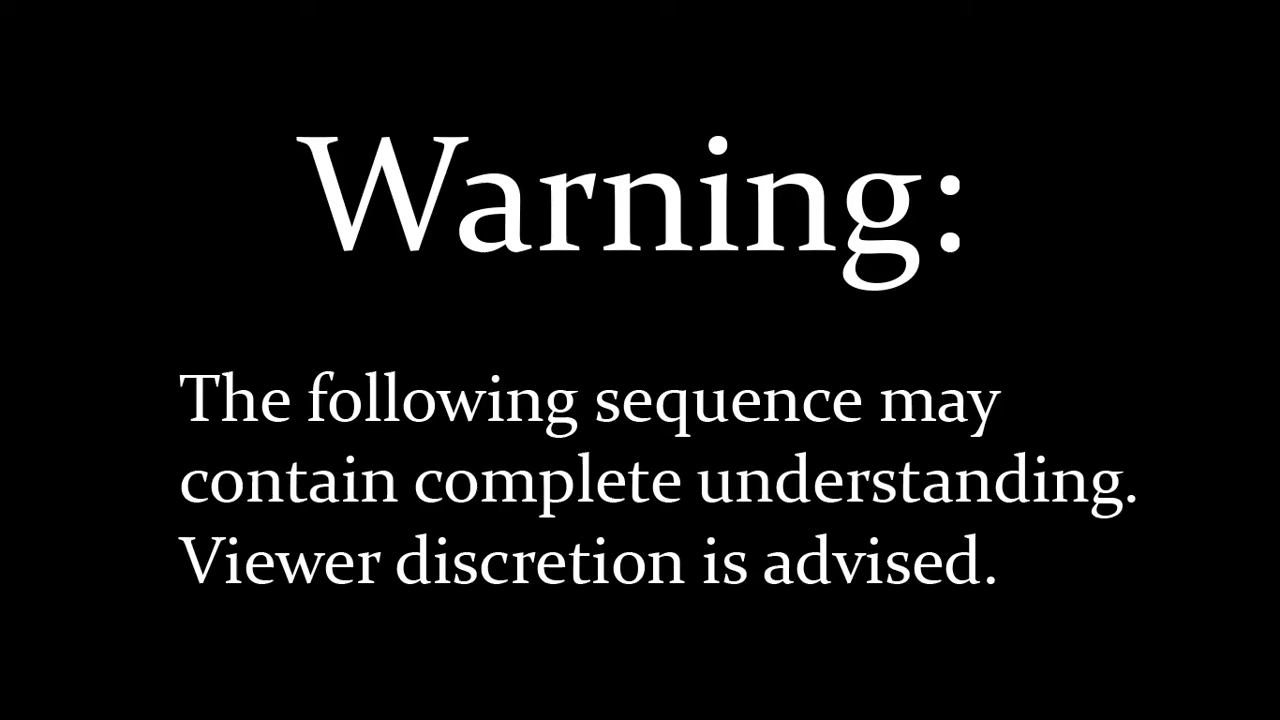 Warning:
The following sequence may
contain complete understanding.
Viewer discretion is advised.